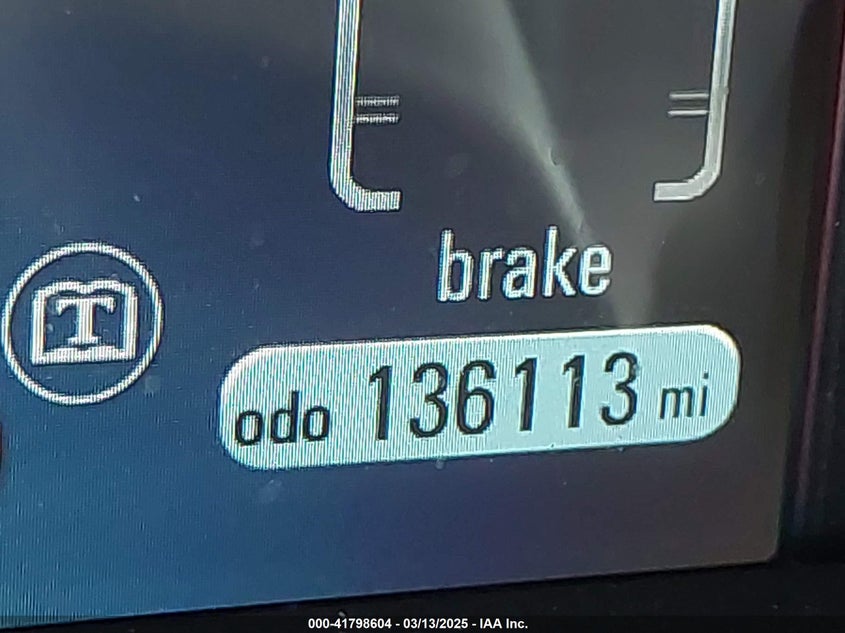 brake
T
odo 136113 mi
000-41798604 - 03/13/2025 - IAA Inc.